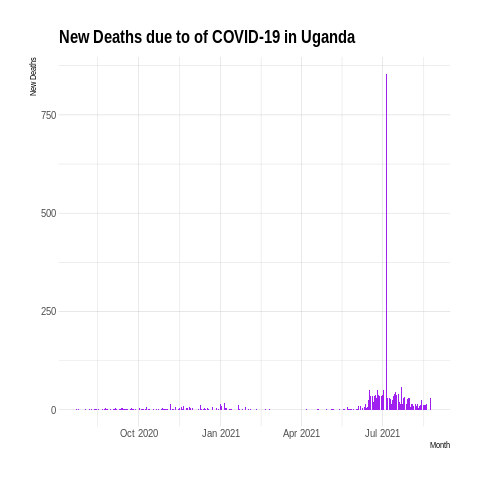 New Deaths due to of COVID-19 in Uganda
New Deaths
750
500
250
0
Oct 2020 Jan 2021 Apr 2021 Jul 2021
Month